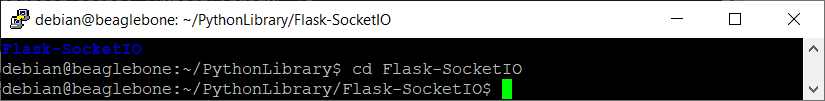 debian@beaglebone: ~/PythonLibrary/Flask-SocketIO
Flask-SocketIO
debian@beaglebone:~/PythonLibrary$ cd Flask-SocketIO
debian@beaglebone:~/PythonLibrary/Flask-SocketIO$